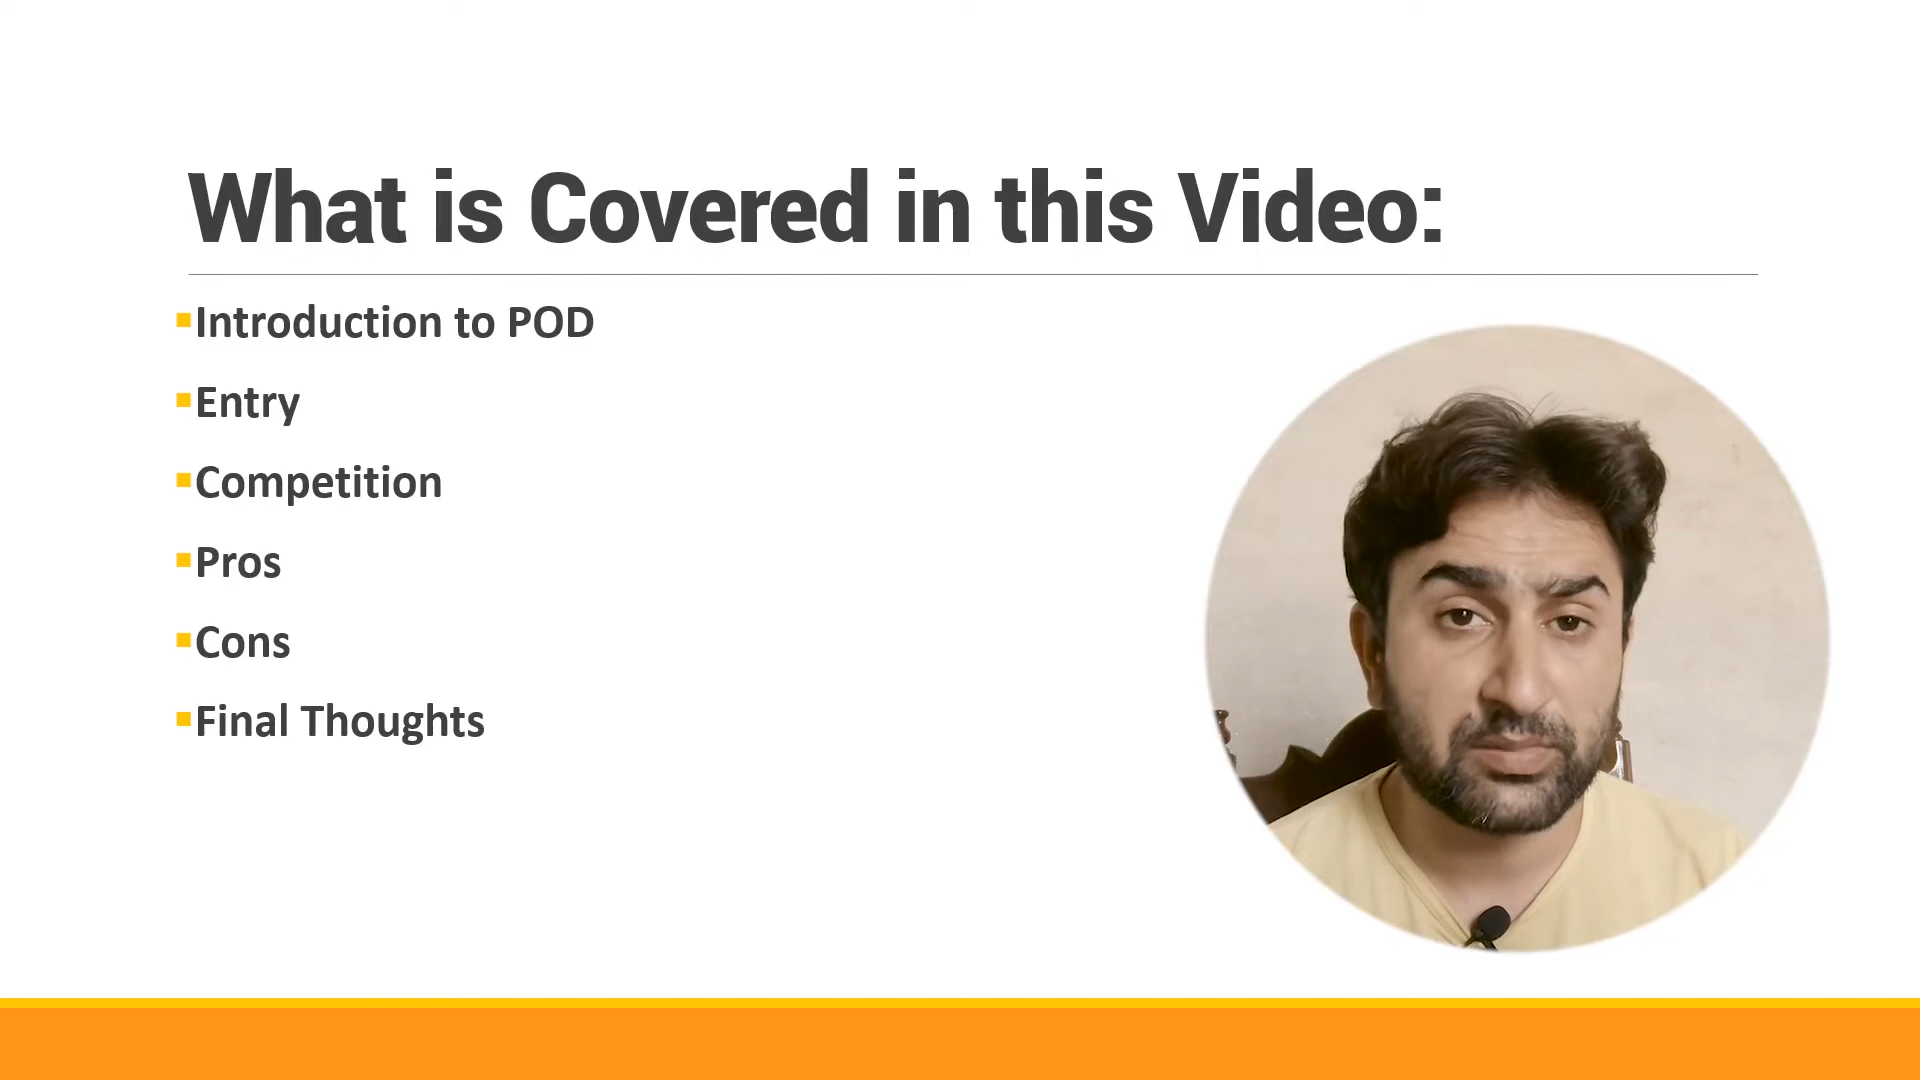 What is Covered in this Video:
Introduction to POD
Entry
Competition
Pros
Cons
Final Thoughts